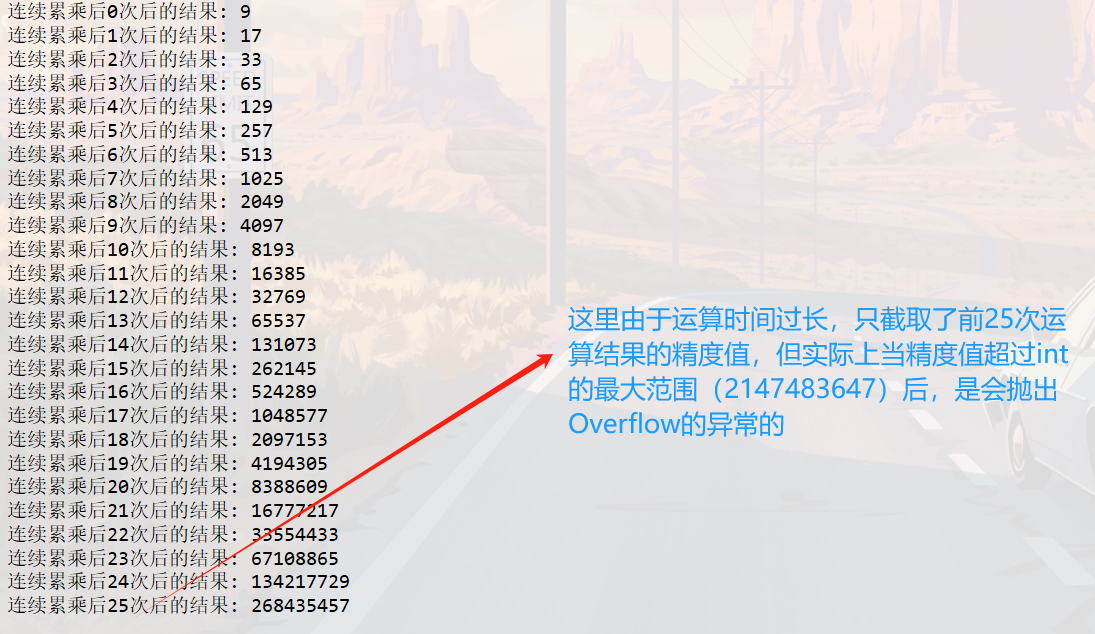 连续累乘后0次后的结果: 9
连续累乘后1次后的结果: 17
连续累乘后2次后的结果: 33
连续累乘后3次后的结果: 65
连续累乘后4次后的结果: 129
连续累乘后5次后的结果: 257
连续累乘后6次后的结果: 513
连续累乘后7次后的结果: 1025
连续累乘后8次后的结果: 2049
连续累乘后9次后的结果: 4097
连续累乘后10次后的结果: 8193
连续累乘后11次后的结果: 16385
连续累乘后12次后的结果: 32769
连续累乘后13次后的结果: 65537
连续累乘后14次后的结果: 131073
连续累乘后15次后的结果: 262145
连续累乘后16次后的结果: 524289
连续累乘后17次后的结果: 1048577
连续累乘后18次后的结果: 2097153
连续累乘后19次后的结果: 4194305
连续累乘后20次后的结果: 8388609
连续累乘后21次后的结果: 16777217
连续累乘后22次后的结果: 33554433
连续累乘后23次后的结果: 67108865
连续累乘后24次后的结果: 134217729
连续累乘后25次后的结果: 268435457
这里由于运算时间过长，只截取了前25次运
算结果的精度值，但实际上当精度值超过int
的最大范围（2147483647）后，是会抛出
Overflow的异常的